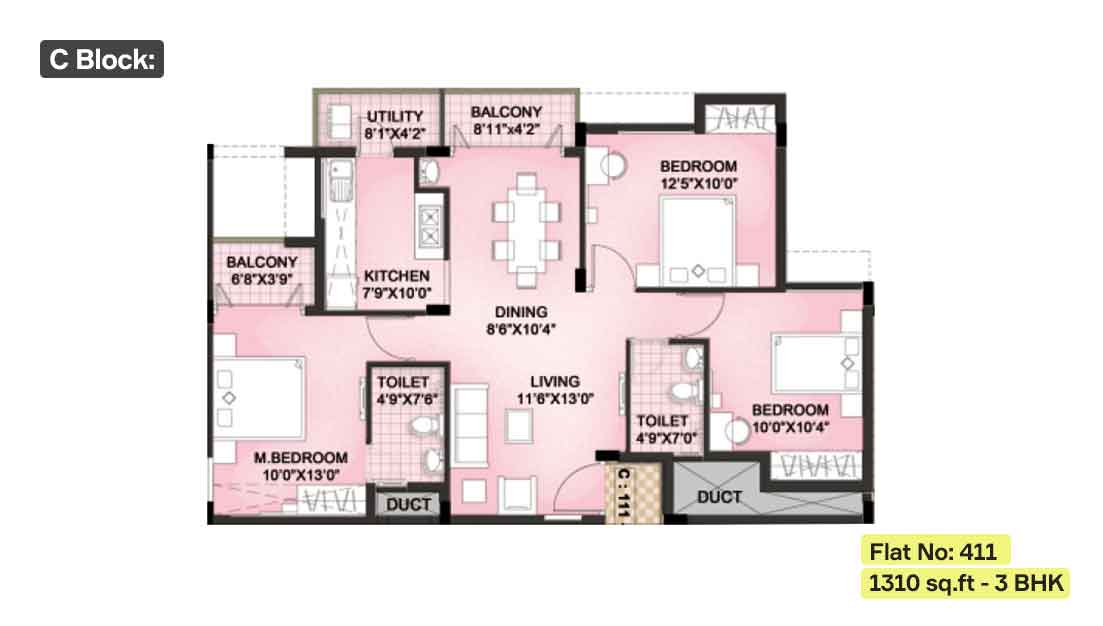 C Block:
UTILITY
8'1"X4'2"
BALCONY
8'11"x4'2"
BEDROOM
12'5"X10'0"
BALCONY
6'8"X3'9"
KITCHEN
7'9"X10'0"
DINING
8'6"X10'4"
TOILET
4'9"X7'6"
LIVING
11'6"X13'0"
TOILET
4'9"X7'0"
BEDROOM
10'0"X10'4"
M.BEDROOM
10'0"X13'0"
DUCT
C : 111
DUCT
Flat No: 411
1310 sq.ft - 3 BHK